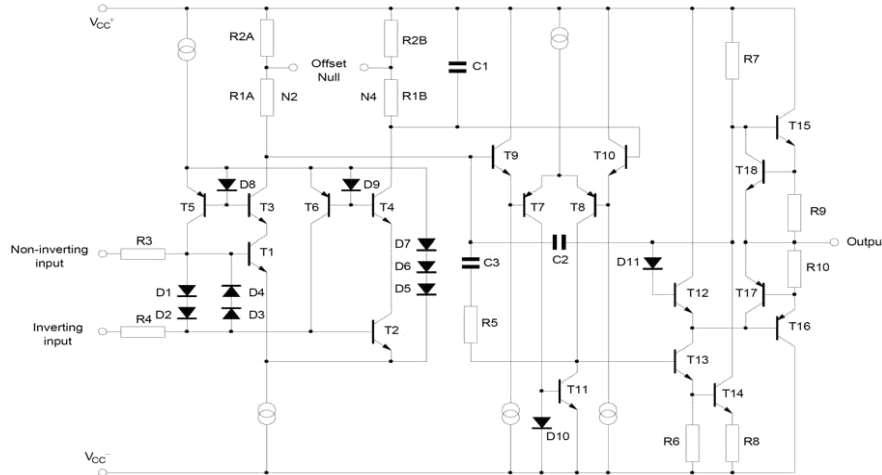 VCC+
R2A
R2B
Offset
Null
C1
R7
R1A
N2
N4
R1B
T15
T9
T10
T18
D8
D9
T5
T3
T6
T4
T7
T8
R9
D7
Non-inverting
input
R3
T1
D6
C3
C2
D11
Outpu
R10
D1
D4
D5
T12
T17
D2
D3
R5
T16
Inverting
input
R4
T2
T13
T11
T14
D10
R6
R8
VCC-